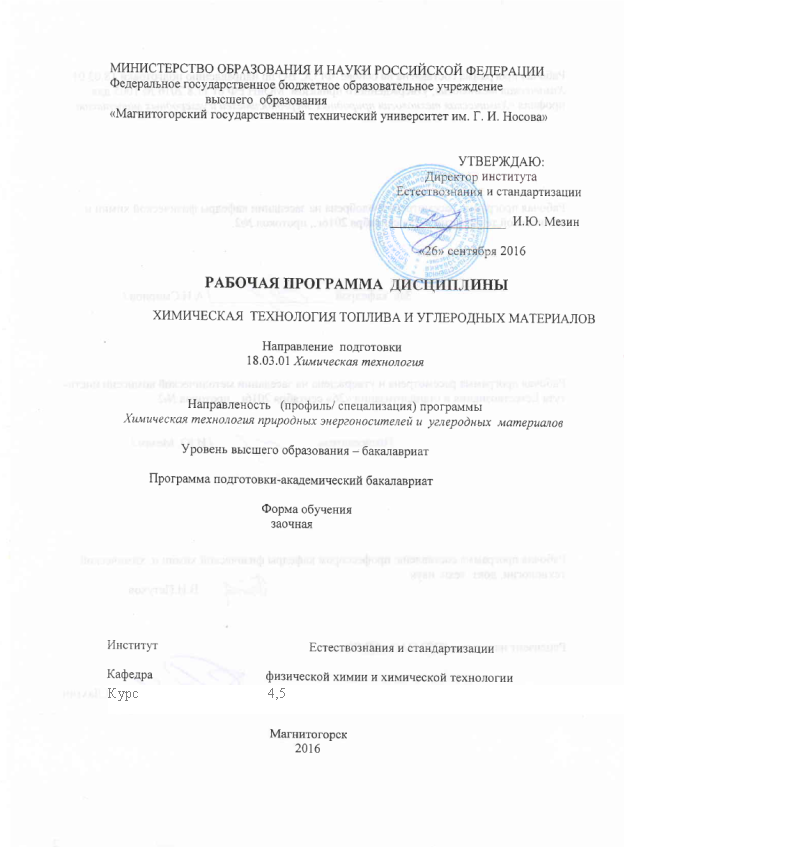 МИНИСТЕРСТВО ОБРАЗОВАНИЯ И НАУКИ РОССИЙСКОЙ ФЕДЕРАЦИИ
Федеральное государственное бюджетное образовательное учреждение
высшего образования
«Магнитогорский государственный технический университет им. Г. И. Носова»
УТВЕРЖДАЮ:
Директор института
Естествознания и стандартизации
И.Ю. Мезин
«26» сентября 2016
РАБОЧАЯ ПРОГРАММА ДИСЦИПЛИНЫ
ХИМИЧЕСКАЯ ТЕХНОЛОГИЯ ТОПЛИВА И УГЛЕРОДНЫХ МАТЕРИАЛОВ
Направление подготовки
18.03.01 Химическая технология
Направленость (профиль/ спецализация) программы
Химическая технология природных энергоносителей и углеродных материалов
Уровень высшего образования – бакалавриат
Программа подготовки-академический бакалавриат
Форма обучения
заочная
Институт Естествознания и стандартизации
Кафедра физической химии и химической технологии
Курс 4,5
Магнитогорск
2016